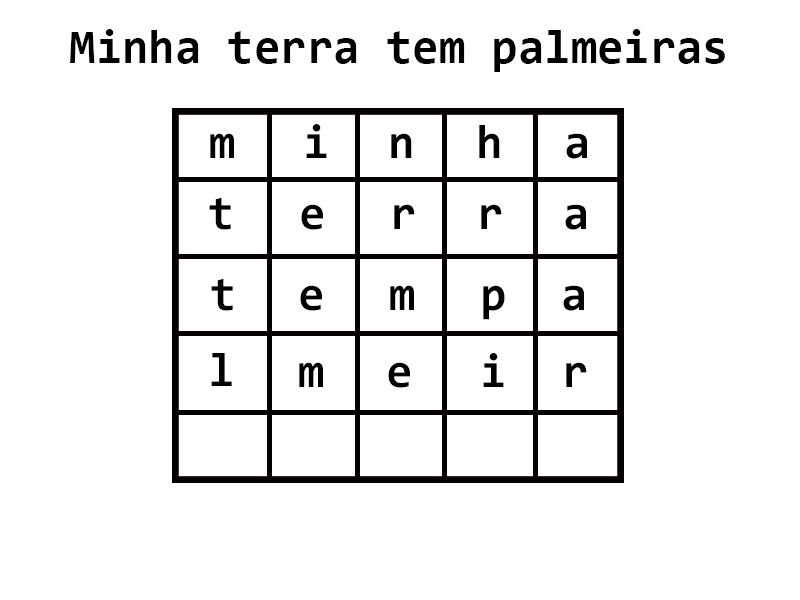 Minha terra tem palmeiras
m i n h a
t e r r a
t e m p a
l m e i r